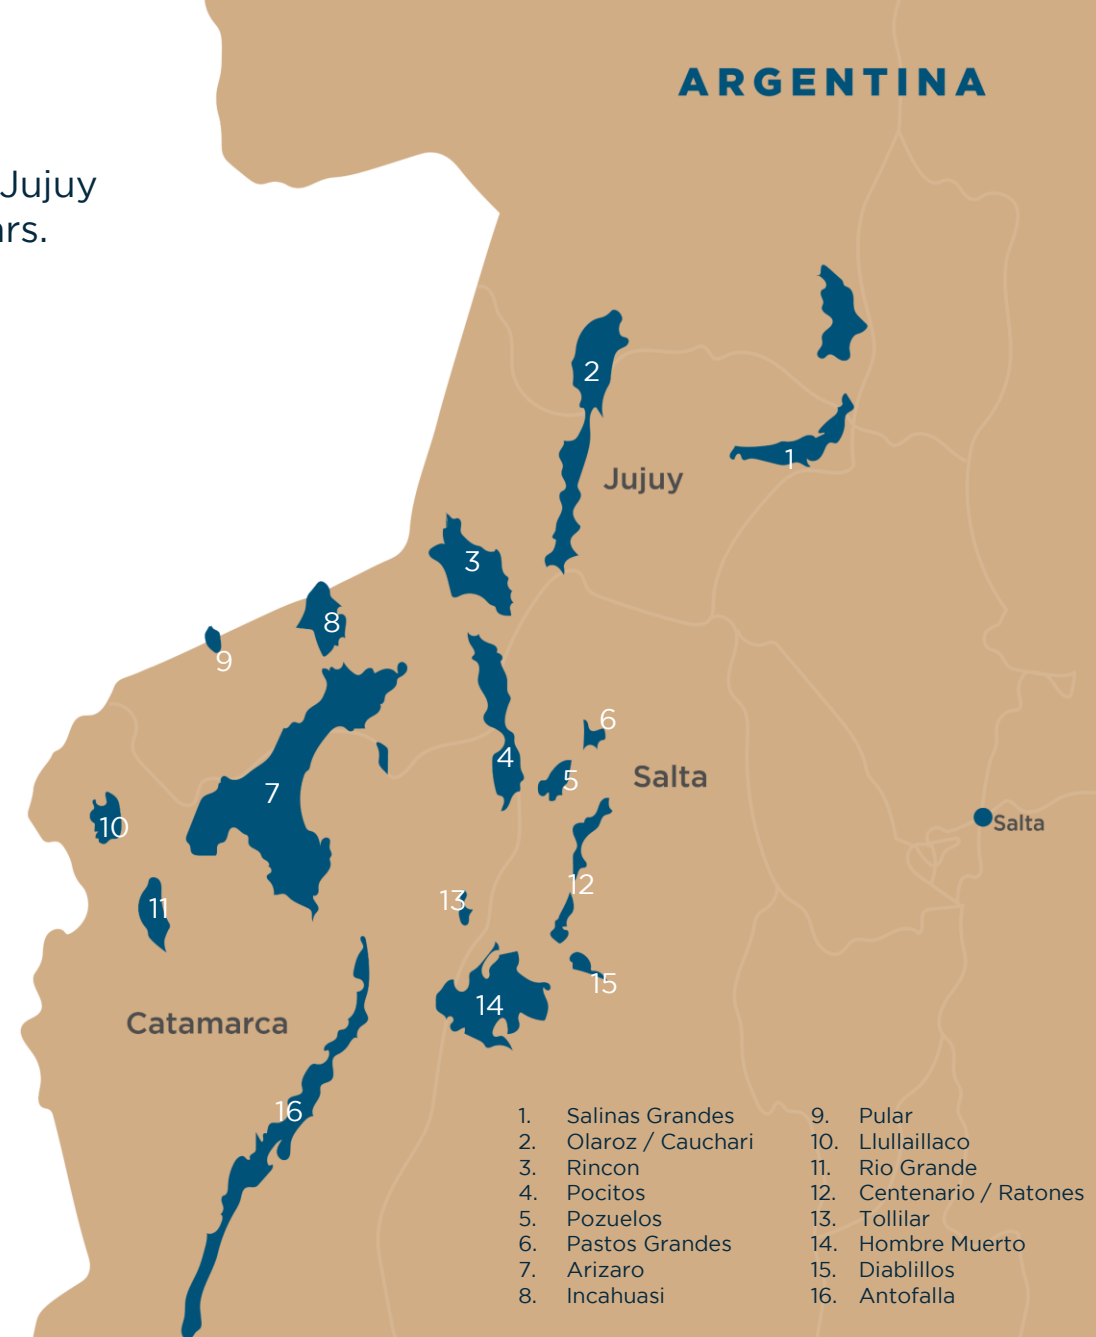 ARGENTINA
Jujuy
2
1
Jujuy
3
8
9
6
4
5
Salta
7
Salta
10
12
13
11
15
14
Catamarca
16
1. Salinas Grandes
2. Olaroz / Cauchari
3. Rincon
4. Pocitos
5. Pozuelos
6. Pastos Grandes
7. Arizaro
8. Incahuasi
9. Pular
10. Llullaillaco
11. Rio Grande
12. Centenario / Ratones
13. Tollilar
14. Hombre Muerto
15. Diablillos
16. Antofalla